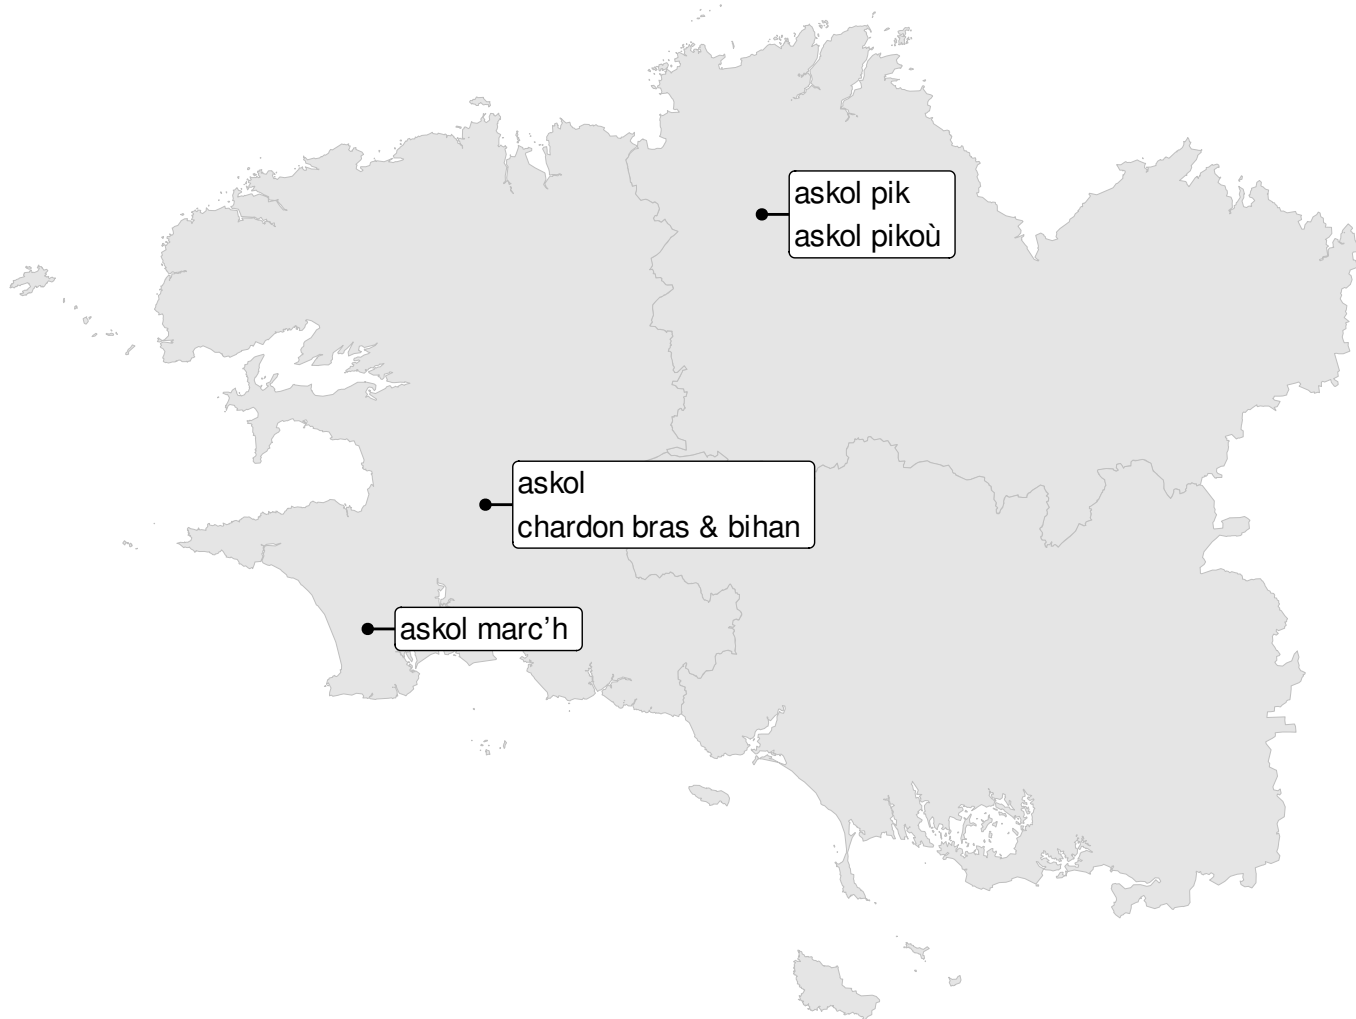 askol pik
askol pikoù
askol
chardon bras & bihan
askol marc’h